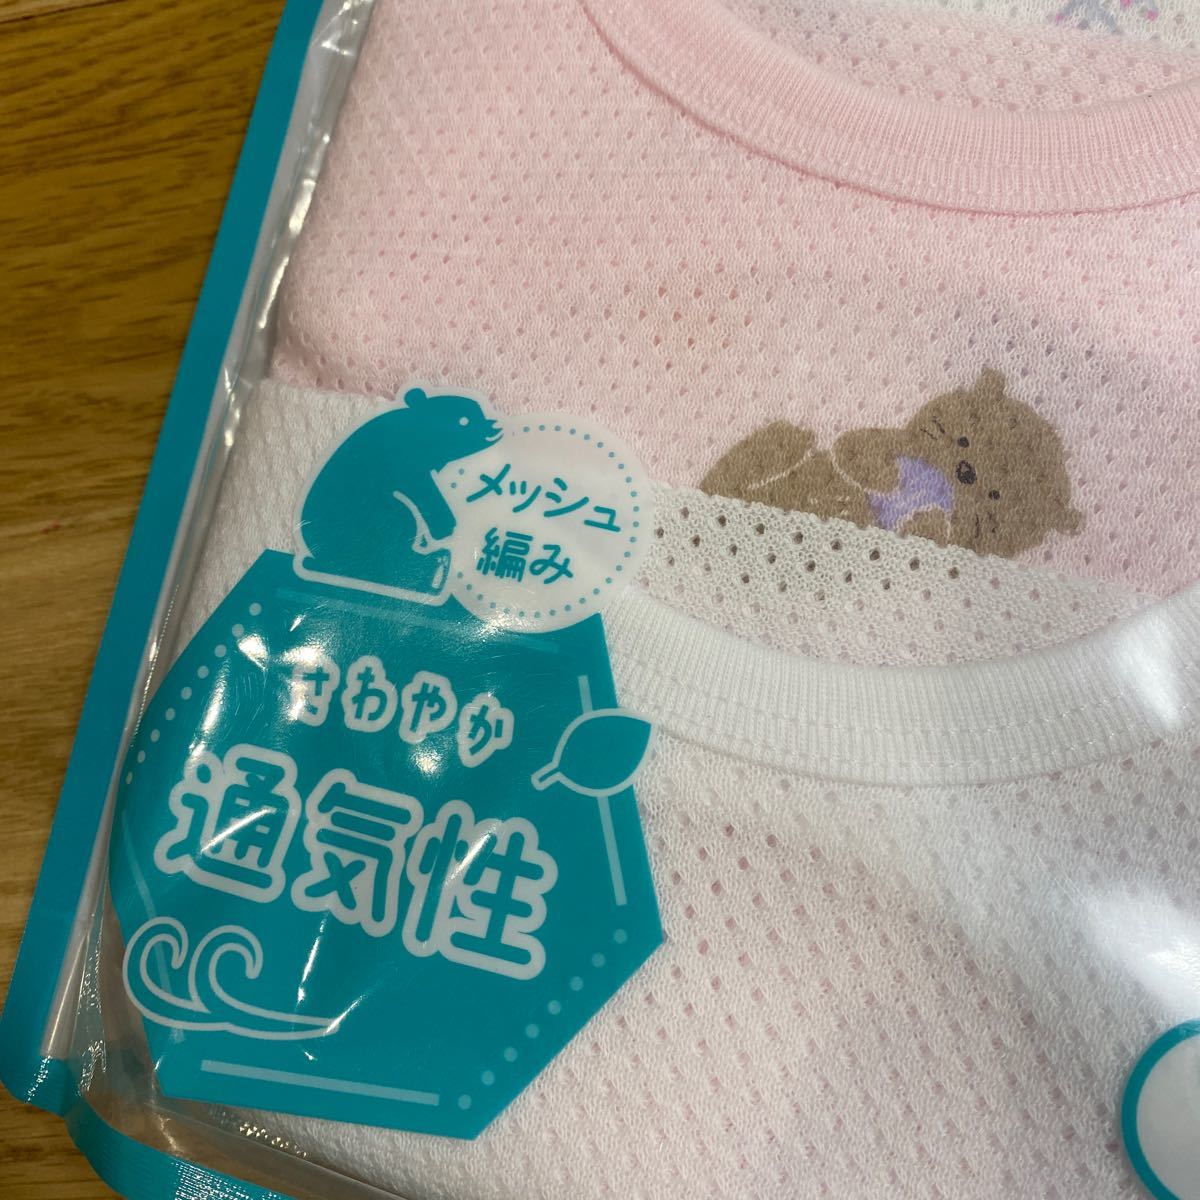 メッシュ
編み
さわやか
通気性